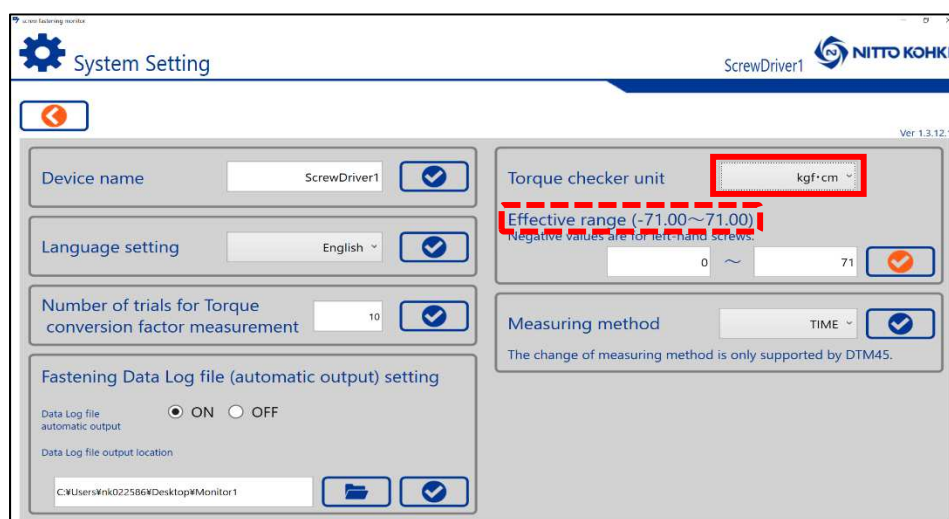 screw fastening monitor
System Setting
ScrewDriver1
NITTO KOHKI
Ver 1.3.12.
Device name
ScrewDriver1
Language setting
English
Number of trials for Torque
conversion factor measurement
10
Fastening Data Log file (automatic output) setting
Data Log file
automatic output
ON
OFF
Data Log file output location
C:¥Users¥nk022586¥Desktop¥Monitor1
Torque checker unit
kgf·cm
Effective range (-71.00～71.00)
Negative values are for left-hand screws.
0 ～ 71
Measuring method
TIME
The change of measuring method is only supported by DTM45.